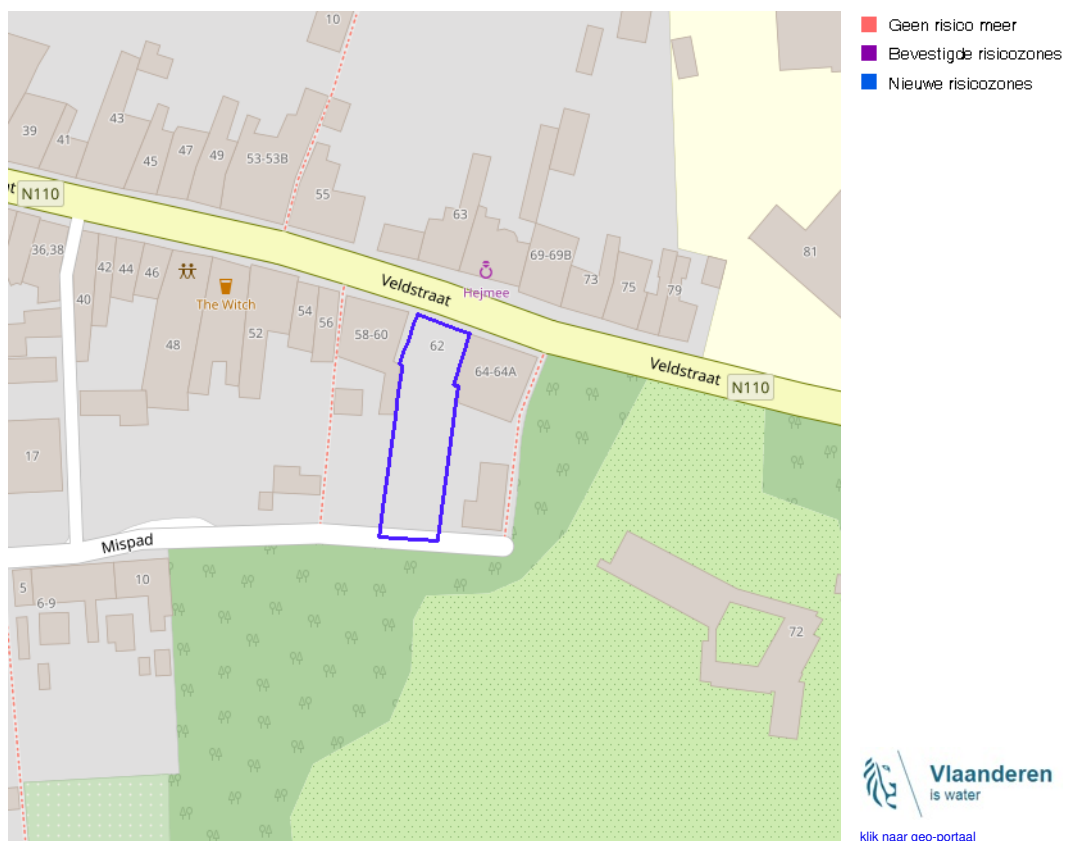 10
Geen risico meer
Bevestigde risicozones
Nieuwe risicozones
39
41
43
45
47
49
53-53B
55
N110
63
69-69B
73
75
79
81
36,38
40
42
44
46
48
The Witch
52
54
56
58-60
Veldstraat
Hejmee
62
64-64A
Veldstraat
N110
17
Mispad
5
6-9
10
72
Vlaanderen
is water
klik naar geo-portaal